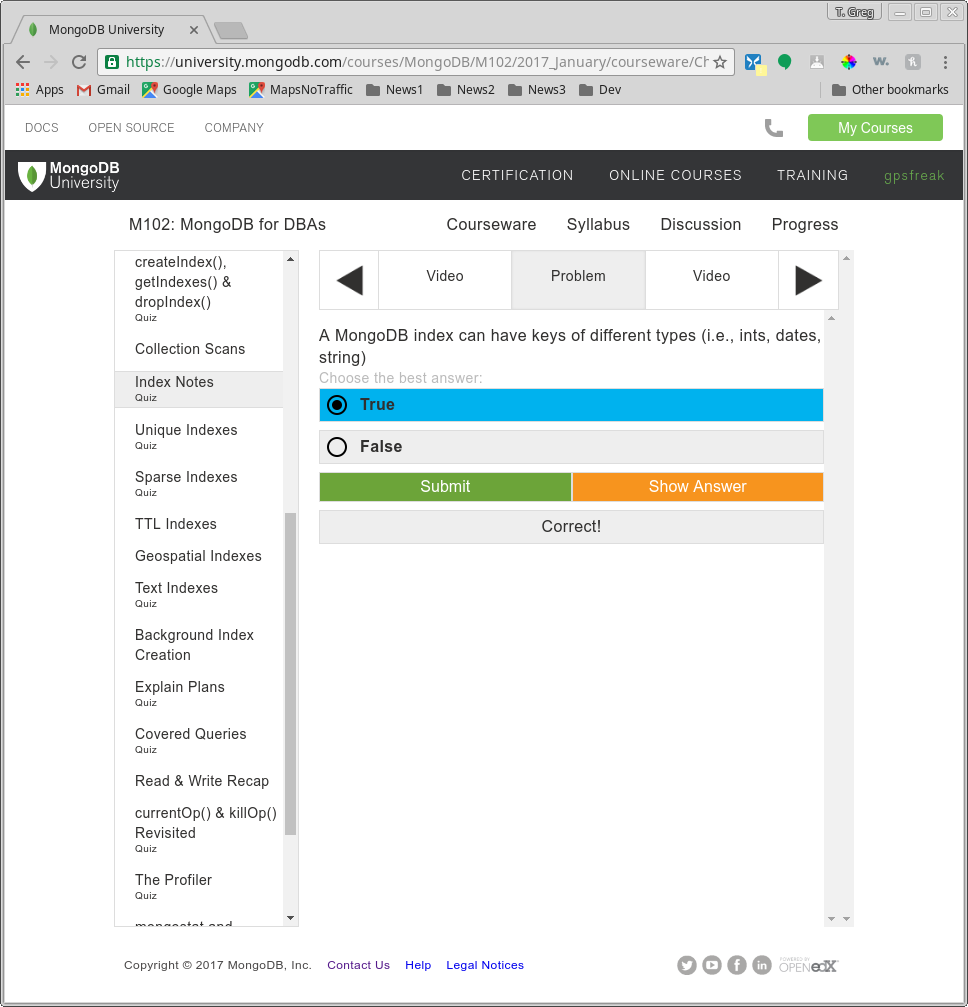 T. Greg
MongoDB University
https://university.mongodb.com/courses/MongoDB/M102/2017_January/courseware/Ch
Apps Gmail Google Maps MapsNoTraffic News1 News2 News3 Dev Other bookmarks
DOCS OPEN SOURCE COMPANY My Courses
MongoDB
University
CERTIFICATION ONLINE COURSES TRAINING gpsfreak
M102: MongoDB for DBAs Courseware Syllabus Discussion Progress
createIndex(),
getIndexes() &
dropIndex()
Quiz
Collection Scans
Index Notes
Quiz
Unique Indexes
Quiz
Sparse Indexes
Quiz
TTL Indexes
Geospatial Indexes
Text Indexes
Quiz
Background Index
Creation
Explain Plans
Quiz
Covered Queries
Quiz
Read & Write Recap
currentOp() & killOp()
Revisited
Quiz
The Profiler
Quiz
mongostat and
Video Problem Video
A MongoDB index can have keys of different types (i.e., ints, dates,
string)
Choose the best answer:
True
False
Submit Show Answer
Correct!
Copyright © 2017 MongoDB, Inc. Contact Us Help Legal Notices
POWERED BY
OPEN edX